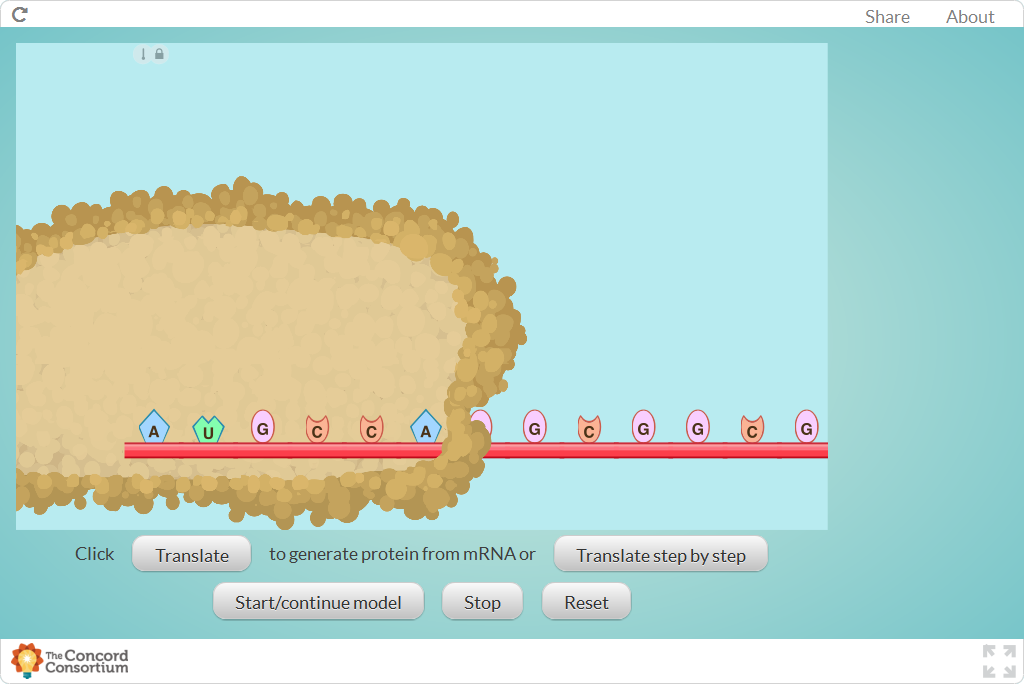 Share About
A U G C C A G C G G C G
Click Translate to generate protein from mRNA or Translate step by step
Start/continue model Stop Reset
The Concord
Consortium